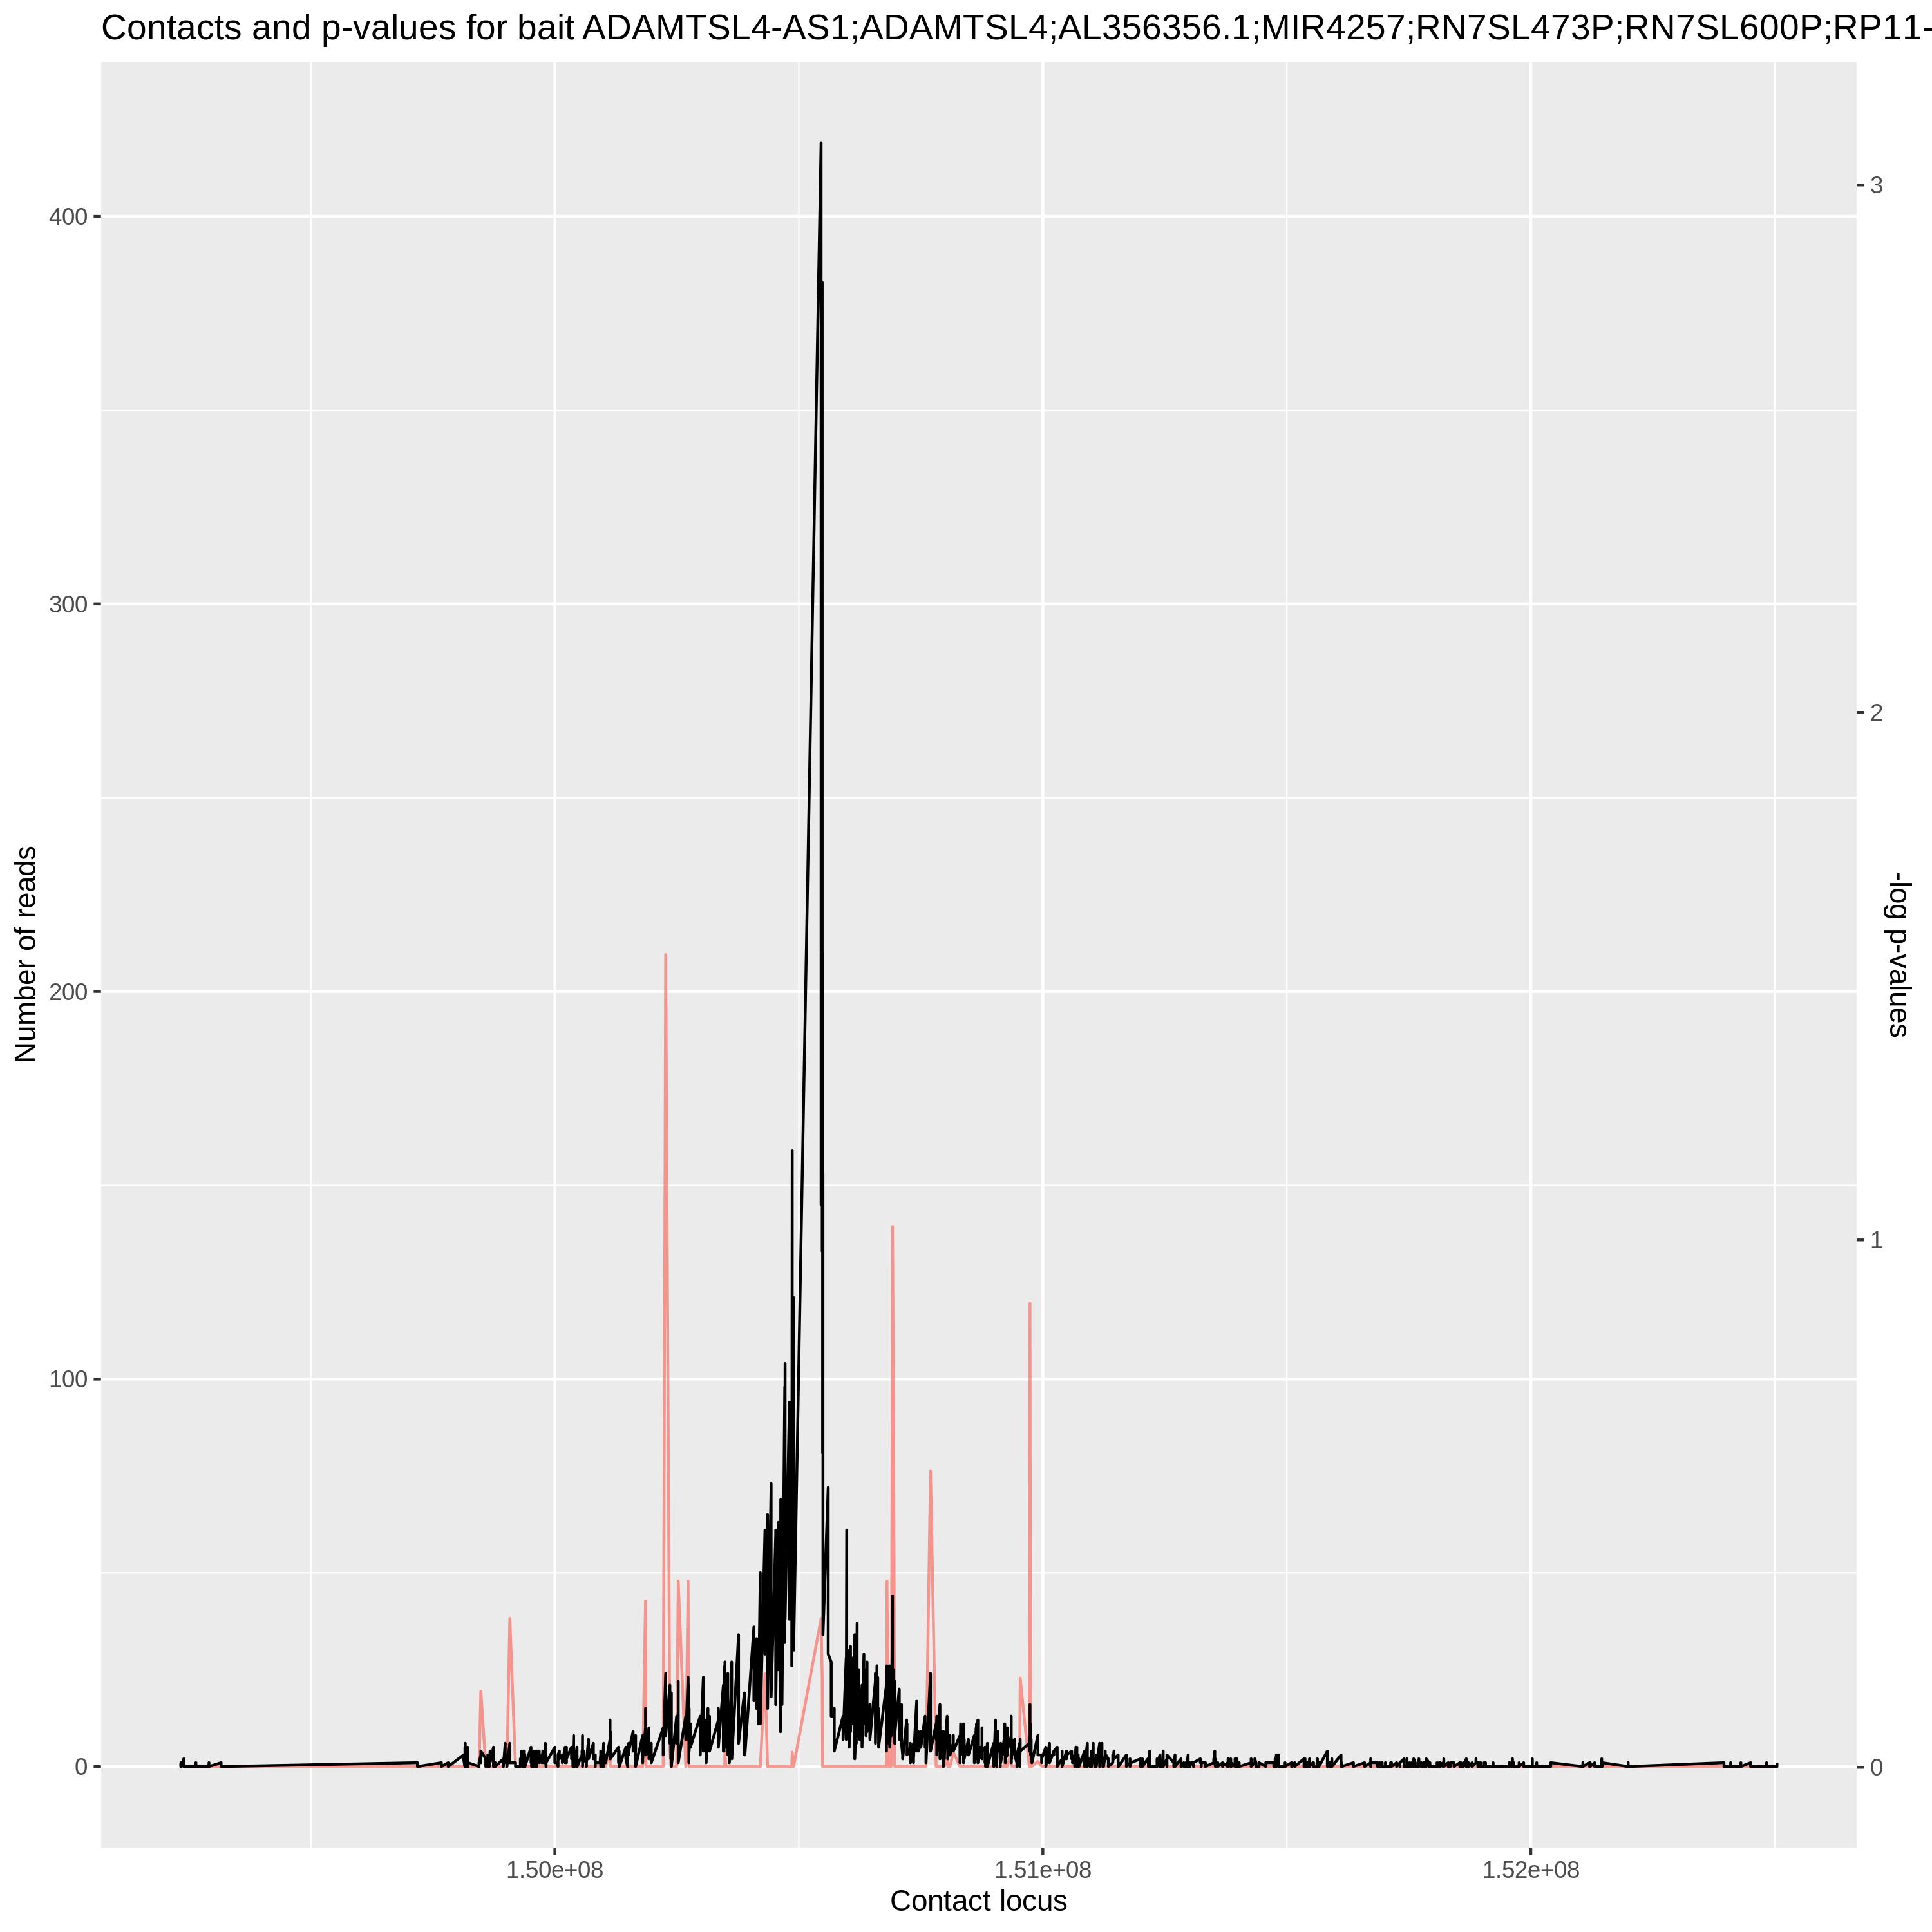 Contacts and p-values for bait ADAMTSL4-AS1;ADAMTSL4;AL356356.1;MIR4257;RN7SL473P;RN7SL600P;RP11-
400
300
200
100
0
Number of reads
3
2
1
0
-log p-values
1.50e+08
1.51e+08
1.52e+08
Contact locus